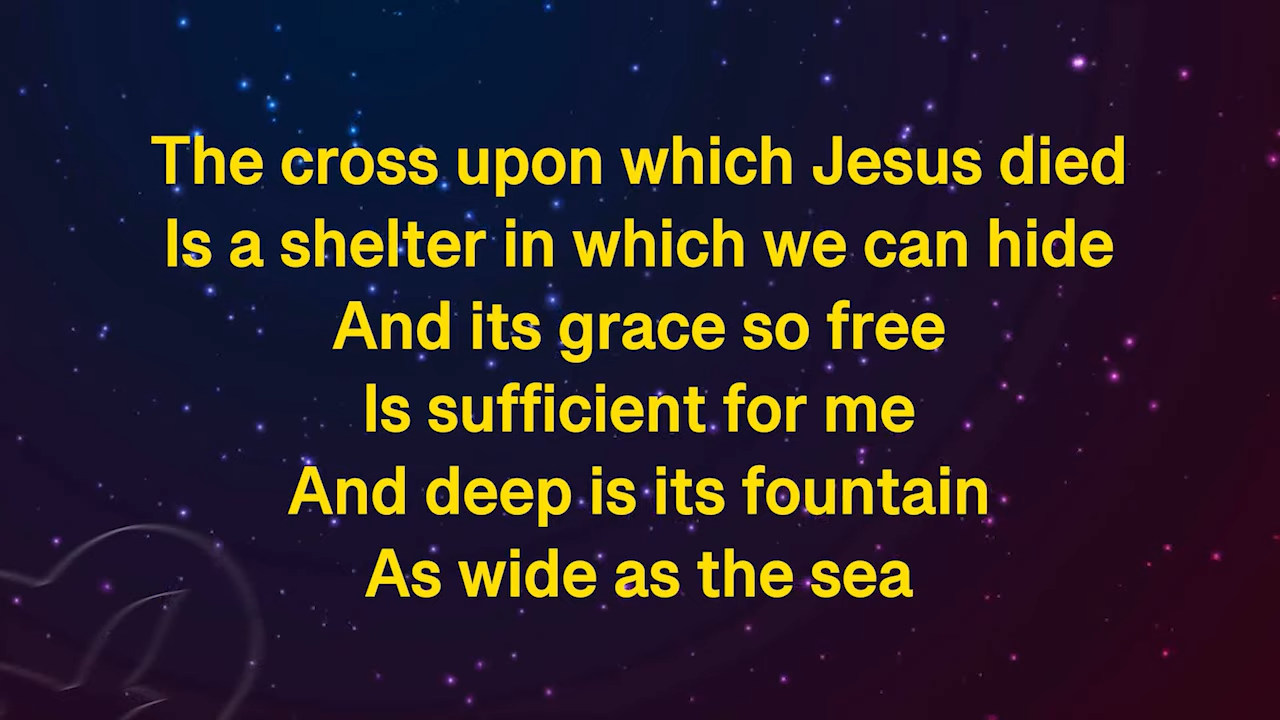 The cross upon which Jesus died
Is a shelter in which we can hide
And its grace so free
Is sufficient for me
And deep is its fountain
As wide as the sea